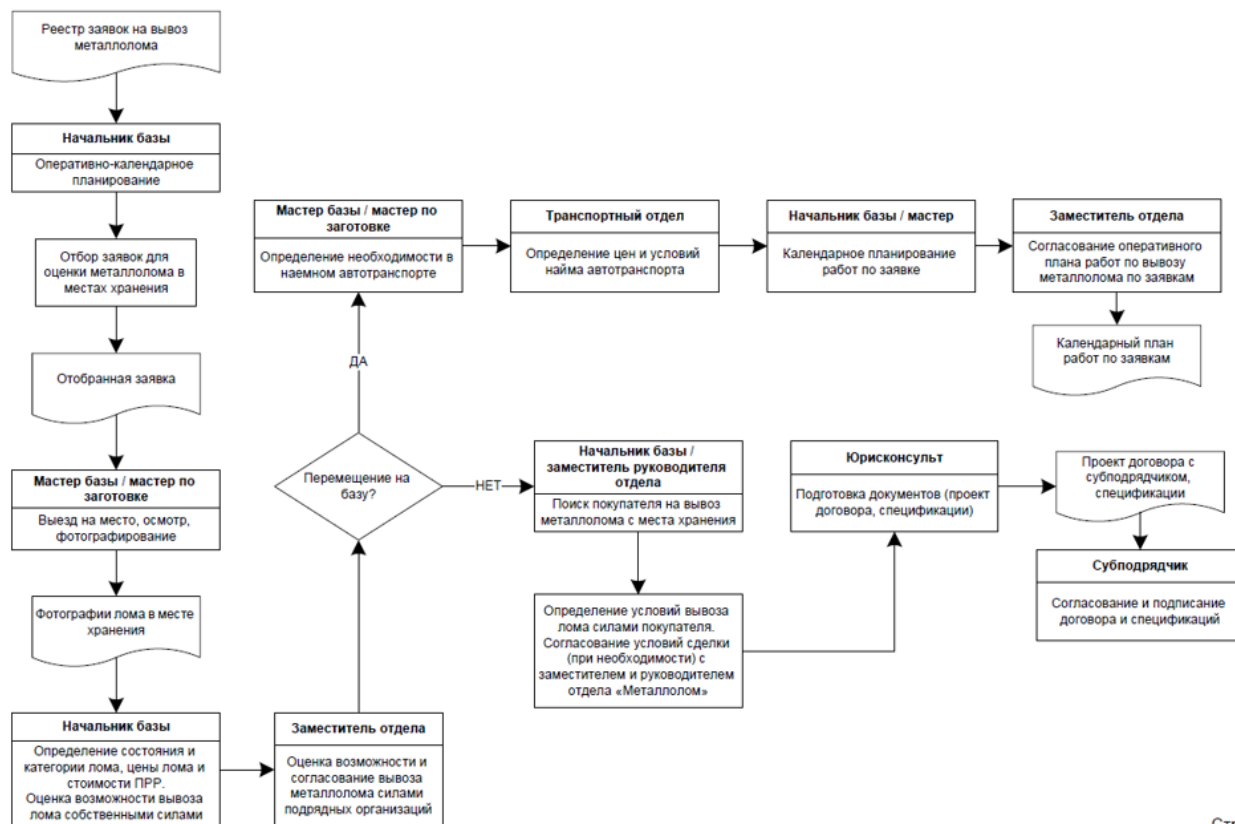 Реестр заявок на вывоз
металлолома
Начальник базы
Оперативно-календарное
планирование
Отбор заявок для
оценки металлолома в
местах хранения
Отобранная заявка
Мастер базы / мастер по
заготовке
Выезд на место, осмотр,
фотографирование
Фотографии лома в месте
хранения
Начальник базы
Определение состояния и
категории лома, цены лома и
стоимости ПРР.
Оценка возможности вывоза
лома собственными силами
Заместитель отдела
Оценка возможности и
согласование вывоза
металлолома силами
подрядных организаций
Перемещение на
базу?
ДА
Мастер базы / мастер по
заготовке
Определение необходимости в
наемном автотранспорте
Транспортный отдел
Определение цен и условий
найма автотранспорта
Начальник базы / мастер
Календарное планирование
работ по заявке
Заместитель отдела
Согласование оперативного
плана работ по вывозу
металлолома по заявкам
Календарный план
работ по заявкам
НЕТ
Начальник базы /
заместитель руководителя
отдела
Поиск покупателя на вывоз
металлолома с места хранения
Определение условий вывоза
лома силами покупателя.
Согласование условий сделки
(при необходимости) с
заместителем и руководителем
отдела «Металлолом»
Юрисконсульт
Подготовка документов (проект
договора, спецификации)
Проект договора с
субподрядчиком,
спецификации
Субподрядчик
Согласование и подписание
договора и спецификаций